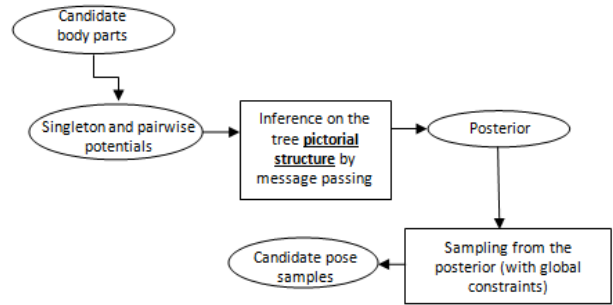 Candidate
body parts
Singleton and pairwise
potentials
Inference on the
tree pictorial
structure by
message passing
Posterior
Sampling from the
posterior (with global
constraints)
Candidate pose
samples